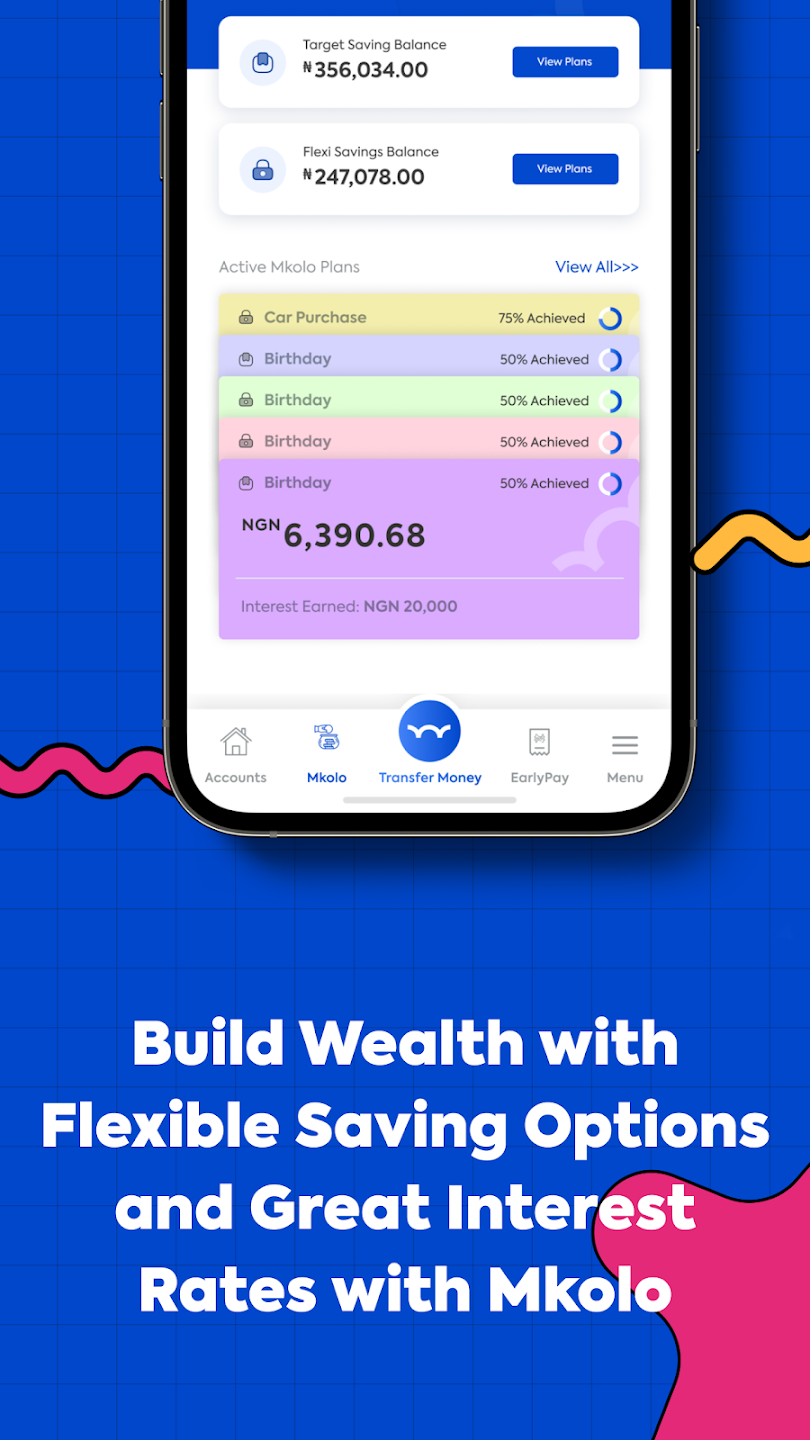 Target Saving Balance
₦356,034.00
View Plans
Flexi Savings Balance
₦247,078.00
View Plans
Active Mkolo Plans
View All>>>
Car Purchase
75% Achieved
Birthday
50% Achieved
Birthday
50% Achieved
Birthday
50% Achieved
Birthday
50% Achieved
NGN 6,390.68
Interest Earned: NGN 20,000
Accounts
Mkolo
Transfer Money
EarlyPay
Menu
Build Wealth with
Flexible Saving Options
and Great Interest
Rates with Mkolo